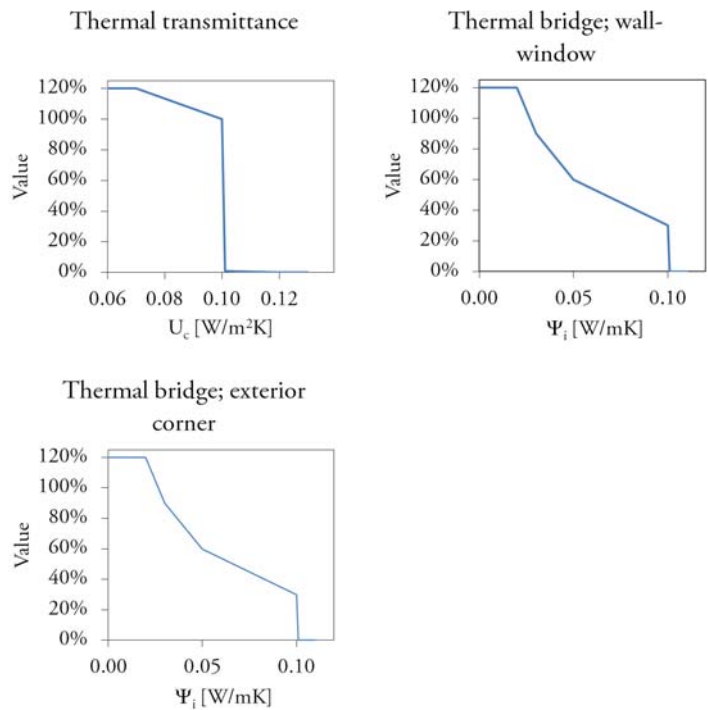 Thermal transmittance
120%
100%
80%
60%
40%
20%
0%
Value
0.06 0.08 0.10 0.12
U_c [W/m²K]
Thermal bridge; wall-
window
120%
100%
80%
60%
40%
20%
0%
Value
0.00 0.05 0.10
Ψ_i [W/mK]
Thermal bridge; exterior
corner
120%
100%
80%
60%
40%
20%
0%
Value
0.00 0.05 0.10
Ψ_i [W/mK]